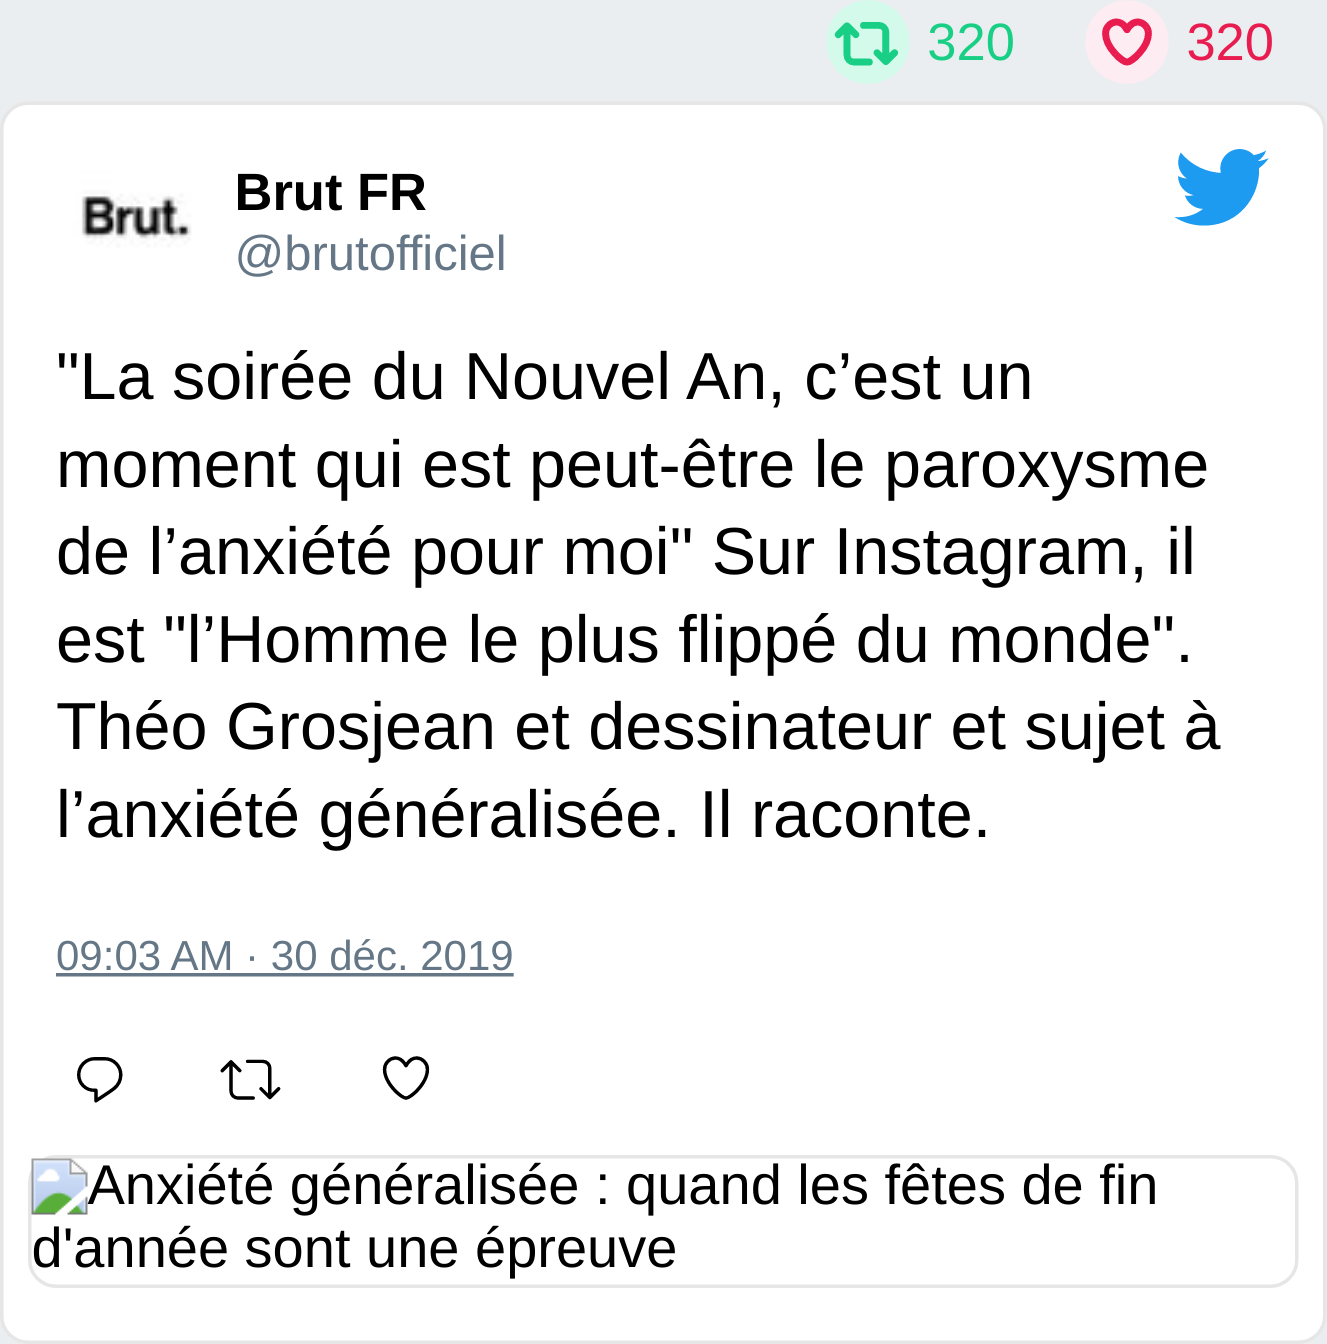 320 320
Brut.
Brut FR
@brutofficiel
"La soirée du Nouvel An, c’est un
moment qui est peut-être le paroxysme
de l’anxiété pour moi" Sur Instagram, il
est "l’Homme le plus flippé du monde".
Théo Grosjean et dessinateur et sujet à
l’anxiété généralisée. Il raconte.
09:03 AM · 30 déc. 2019
Anxiété généralisée : quand les fêtes de fin
d'année sont une épreuve